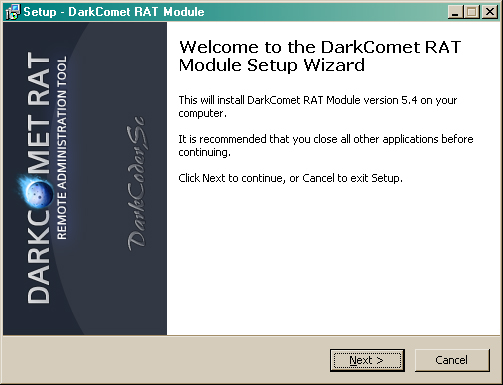 Setup - DarkComet RAT Module
DARKCOMET RAT
REMOTE ADMINISTRATION TOOL
DarkCoderSc
Welcome to the DarkComet RAT
Module Setup Wizard
This will install DarkComet RAT Module version 5.4 on your
computer.
It is recommended that you close all other applications before
continuing.
Click Next to continue, or Cancel to exit Setup.
Next >
Cancel